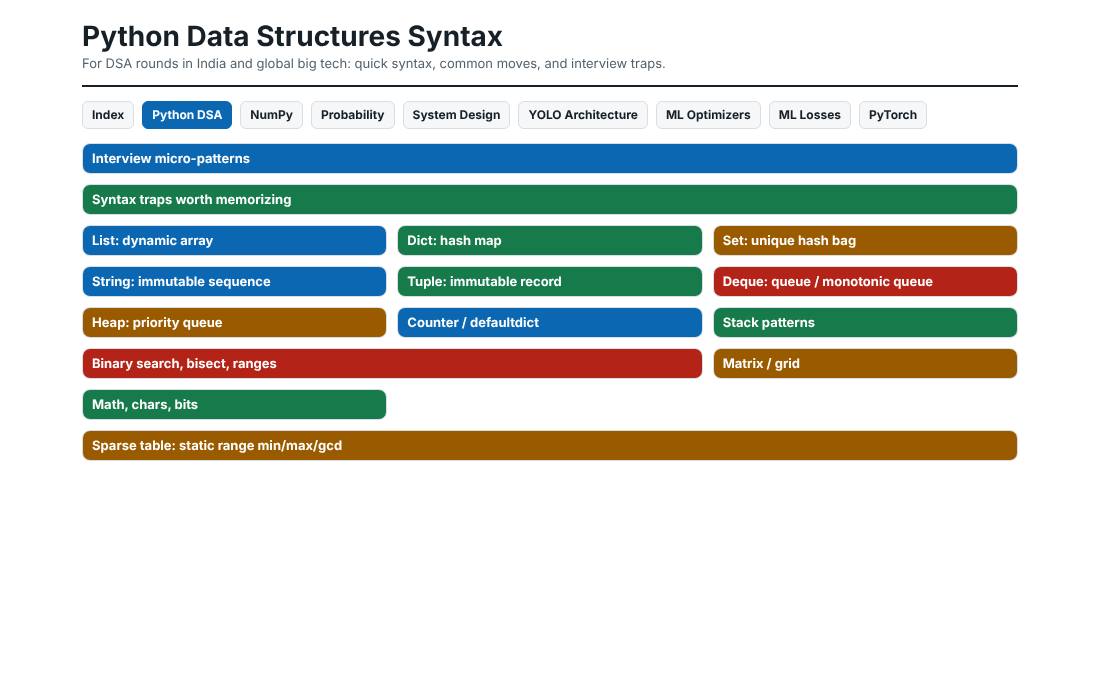 Python Data Structures Syntax
For DSA rounds in India and global big tech: quick syntax, common moves, and interview traps.
Index Python DSA NumPy Probability System Design YOLO Architecture ML Optimizers ML Losses PyTorch
Interview micro-patterns
Syntax traps worth memorizing
List: dynamic array Dict: hash map Set: unique hash bag
String: immutable sequence Tuple: immutable record Deque: queue / monotonic queue
Heap: priority queue Counter / defaultdict Stack patterns
Binary search, bisect, ranges Matrix / grid
Math, chars, bits
Sparse table: static range min/max/gcd